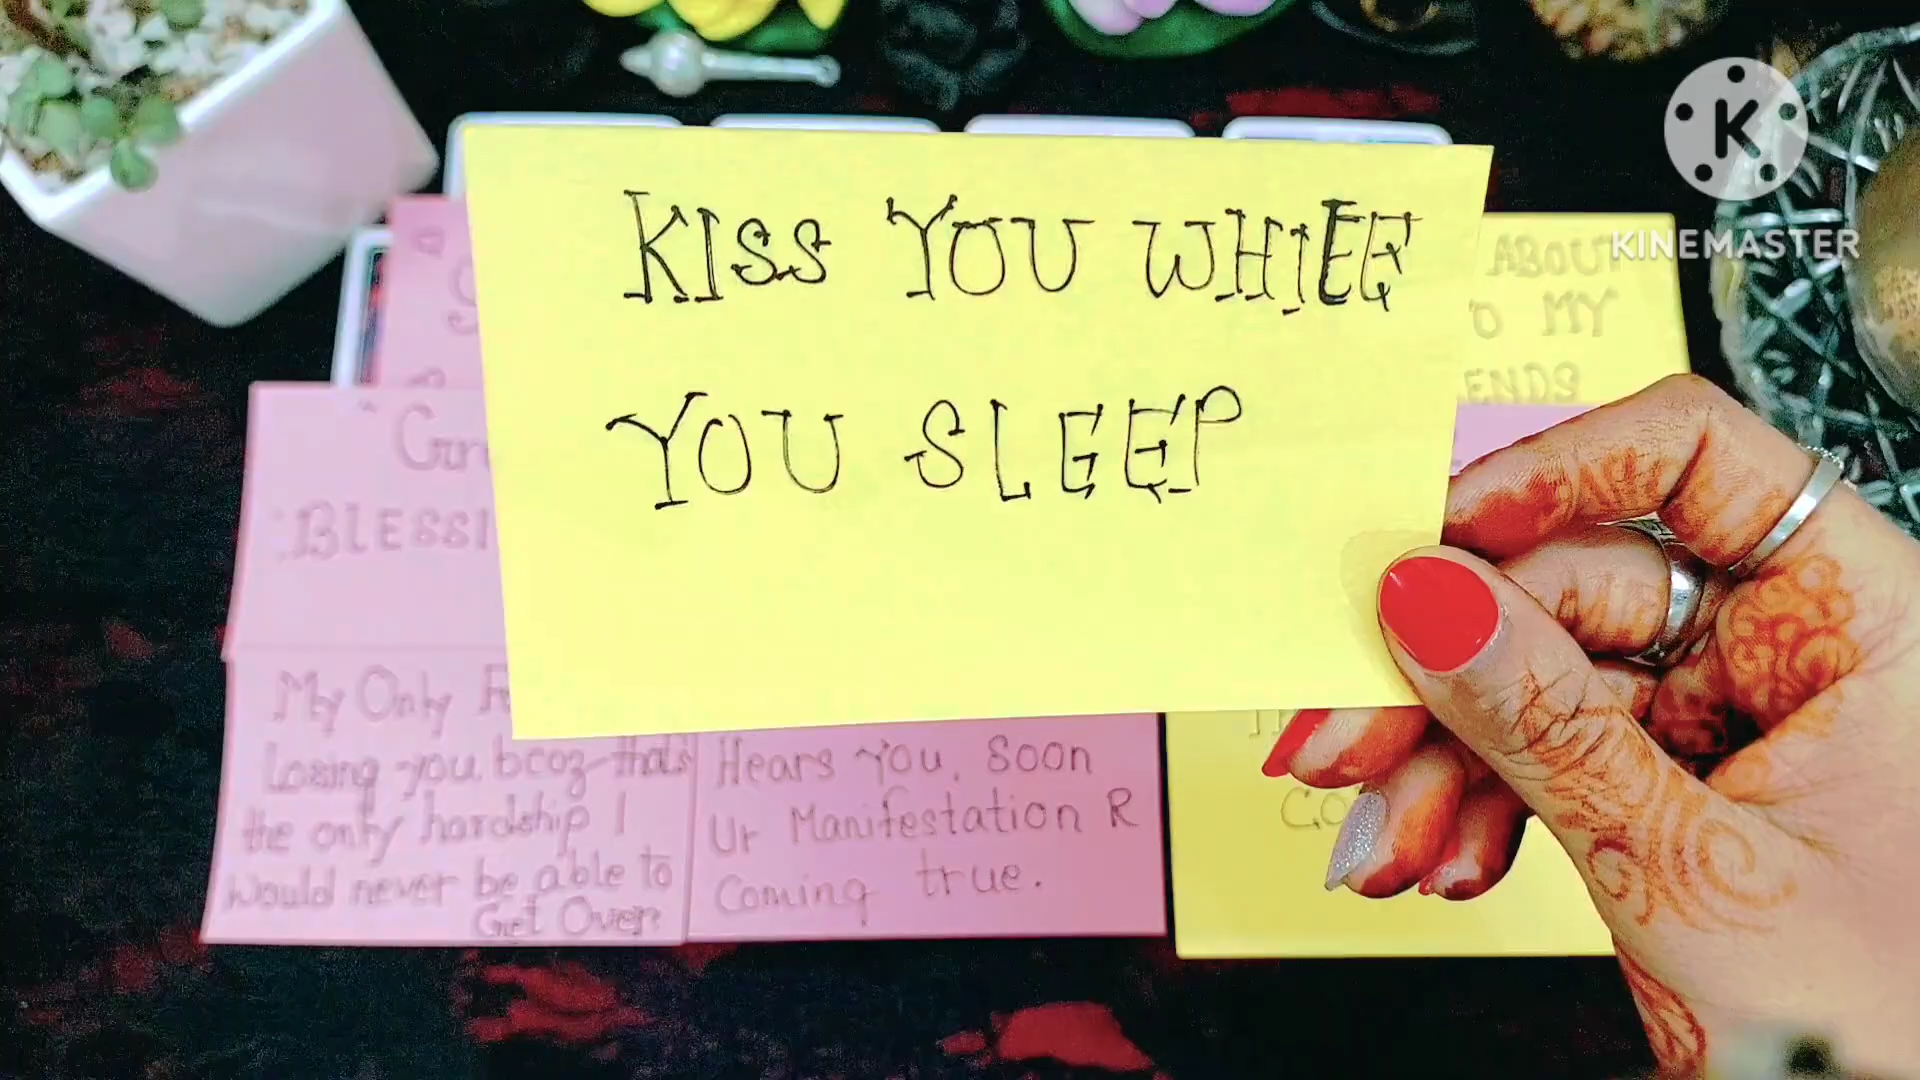 KISS YOU WHIEE
YOU SLEEP
K
KINEMASTER
ABOUT
O MY
ENDS
BLESSI
My Only
Losing you bcoz that's
the only hardship I
would never be able to
Get Over
Hears You. Soon
Ur Manifestation R
Coming true.